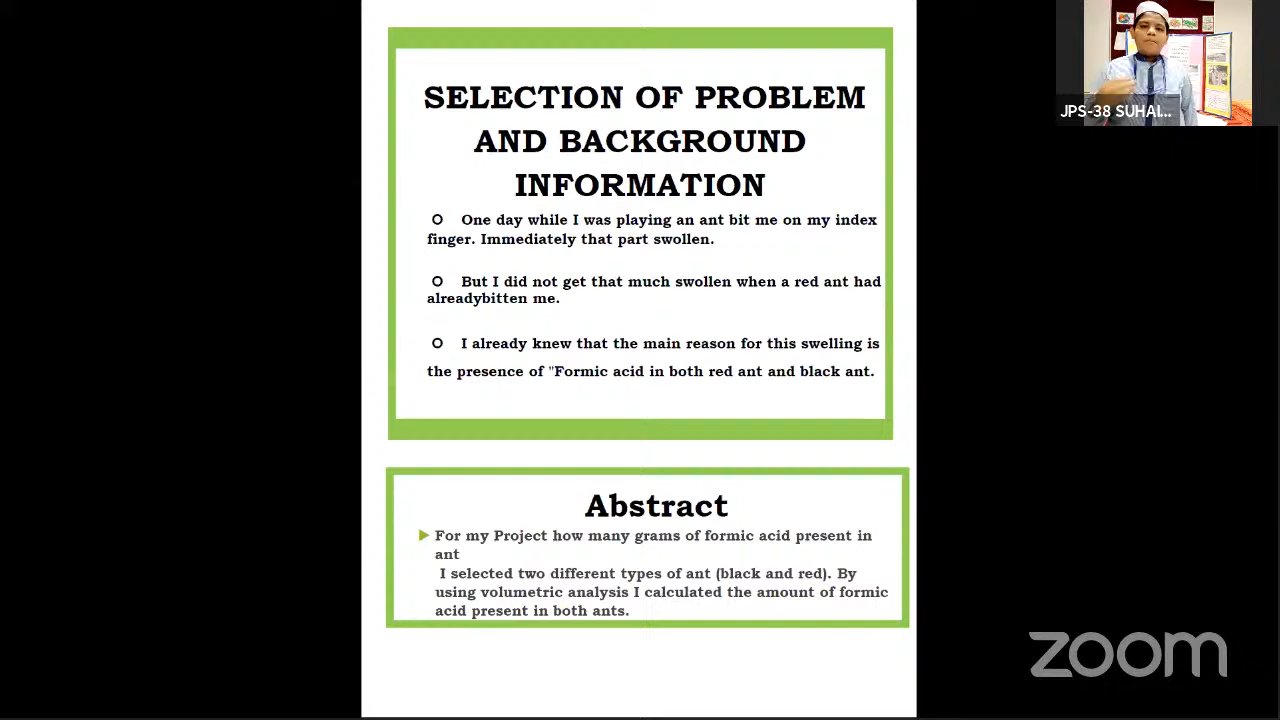 SELECTION OF PROBLEM
AND BACKGROUND
INFORMATION
One day while I was playing an ant bit me on my index
finger. Immediately that part swollen.
But I did not get that much swollen when a red ant had
alreadybitten me.
I already knew that the main reason for this swelling is
the presence of "Formic acid in both red ant and black ant.
Abstract
For my Project how many grams of formic acid present in
ant
I selected two different types of ant (black and red). By
using volumetric analysis I calculated the amount of formic
acid present in both ants.
JPS-38 SUHAI...
zoom